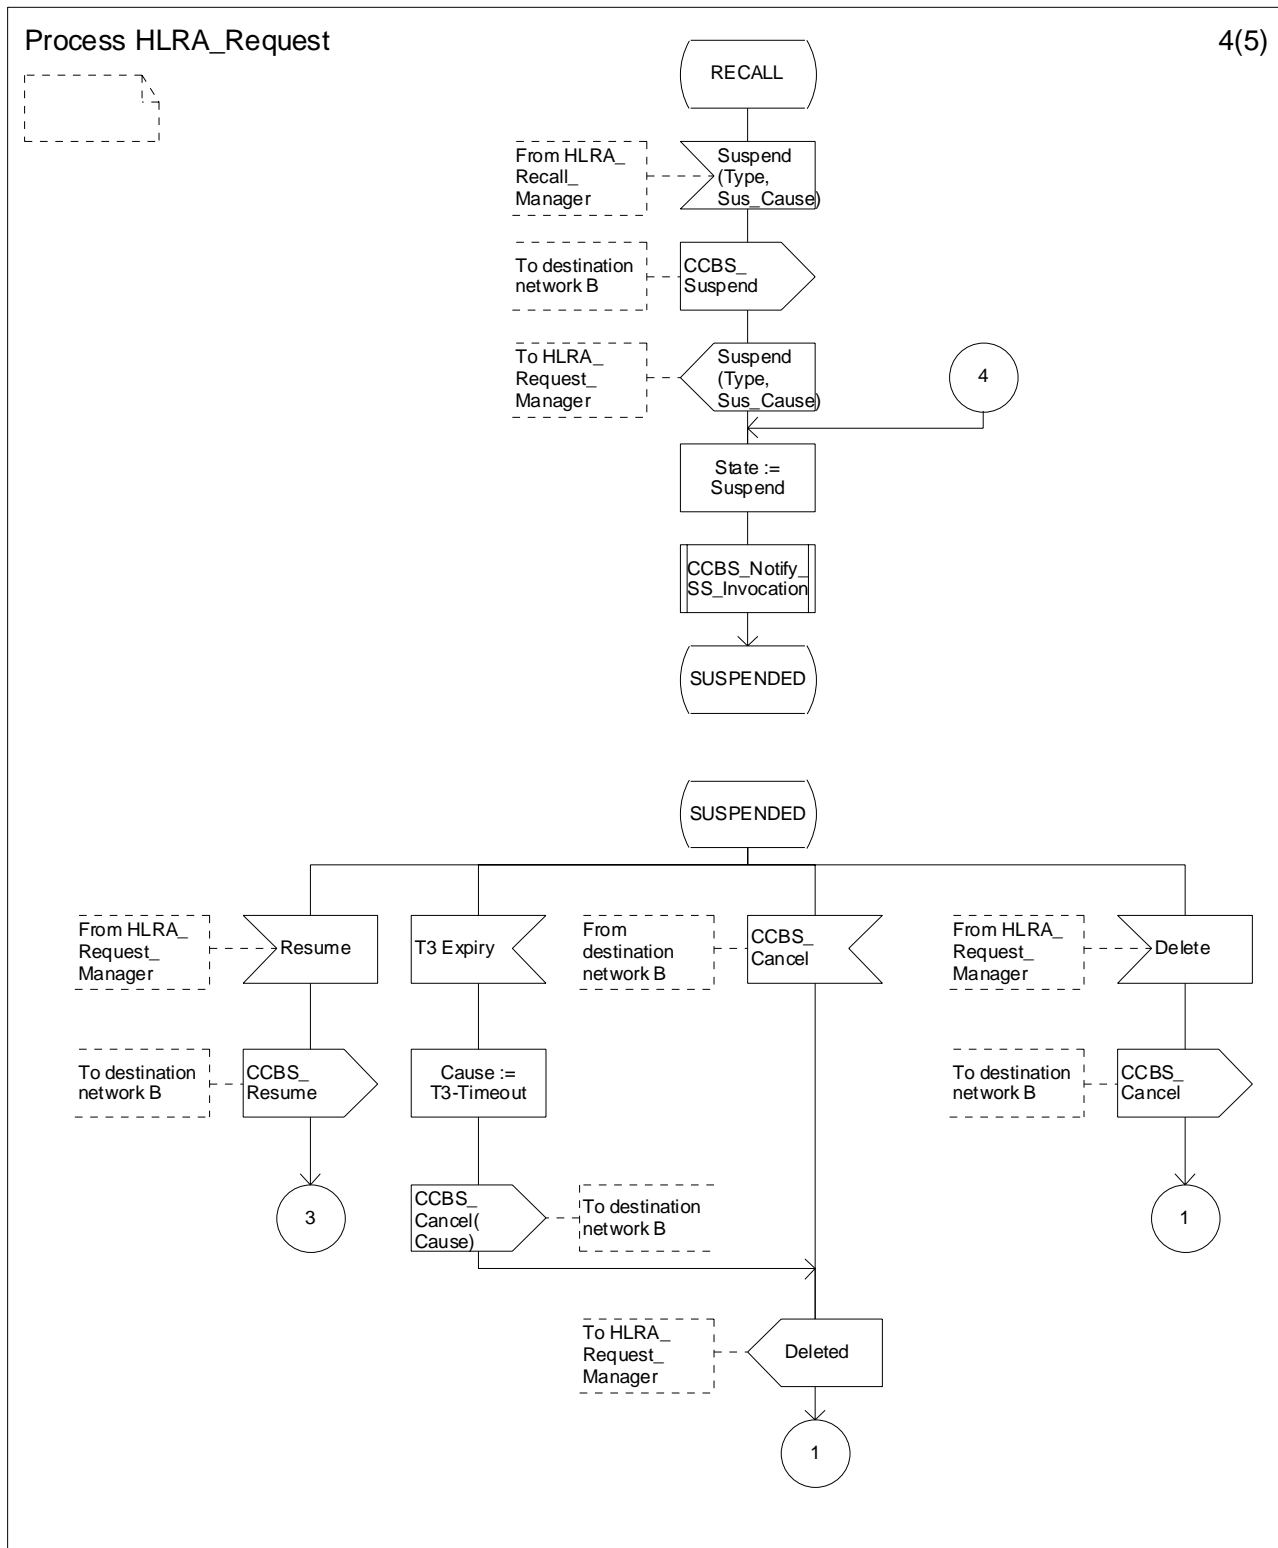 Process HLRA_Request
4(5)
RECALL
From HLRA_
Recall_
Manager
Suspend
(Type,
Sus_Cause)
To destination
network B
CCBS_
Suspend
To HLRA_
Request_
Manager
Suspend
(Type,
Sus_Cause)
4
State :=
Suspend
CCBS_Notify_
SS_Invocation
SUSPENDED
SUSPENDED
From HLRA_
Request_
Manager
Resume
T3 Expiry
From
destination
network B
CCBS_
Cancel
From HLRA_
Request_
Manager
Delete
To destination
network B
CCBS_
Resume
Cause :=
T3-Timeout
To destination
network B
CCBS_
Cancel
3
CCBS_
Cancel(
Cause)
To destination
network B
1
To HLRA_
Request_
Manager
Deleted
1